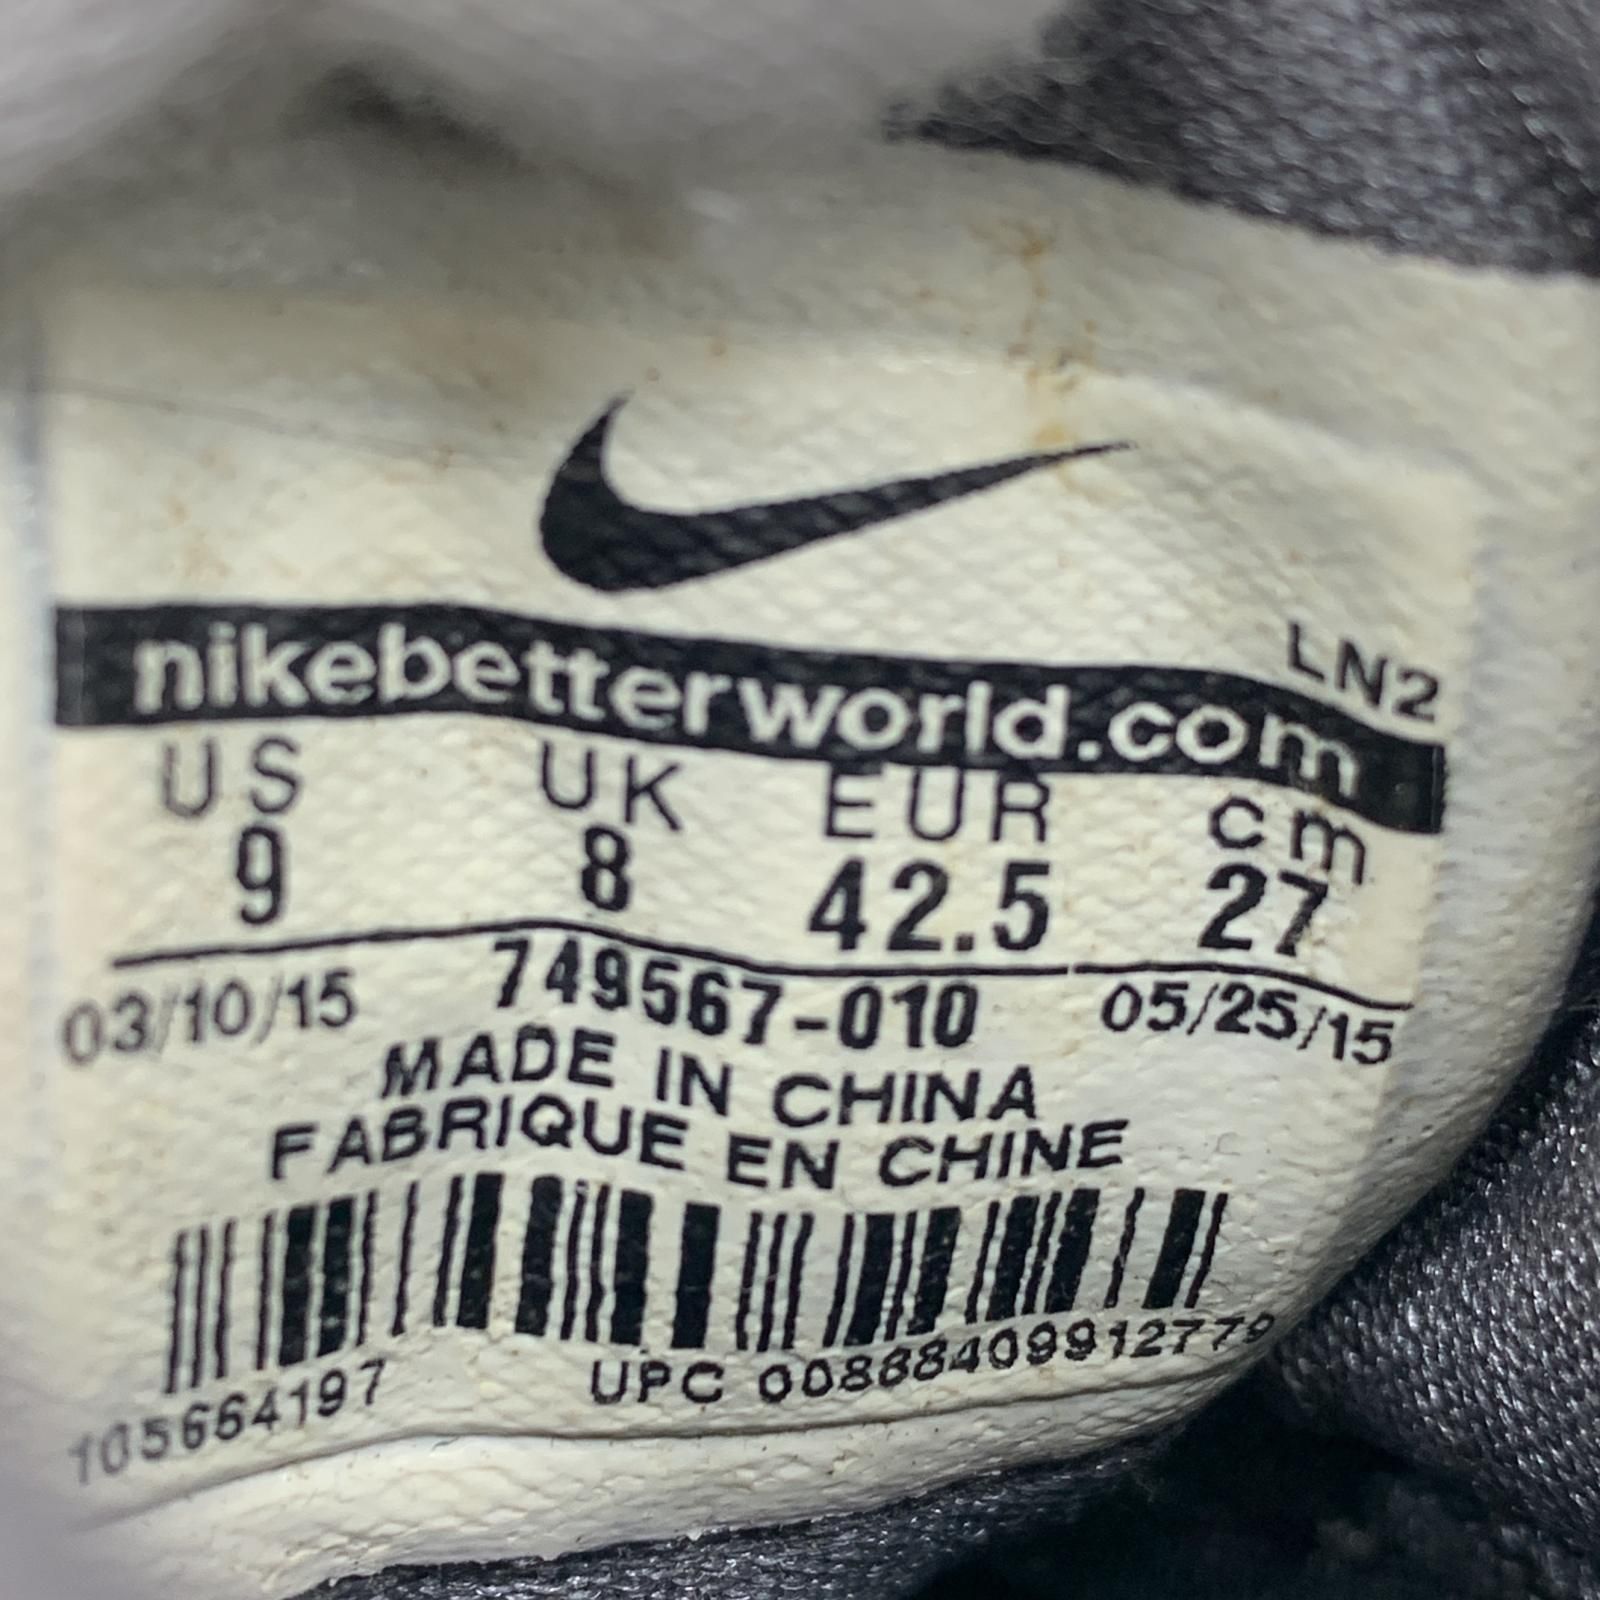 LN2
nikebetterworld.com
US UK EUR cm
9 8 42.5 27
03/10/15 749567-010 05/25/15
MADE IN CHINA
FABRIQUE EN CHINE
105664197 UPC 00888409912779